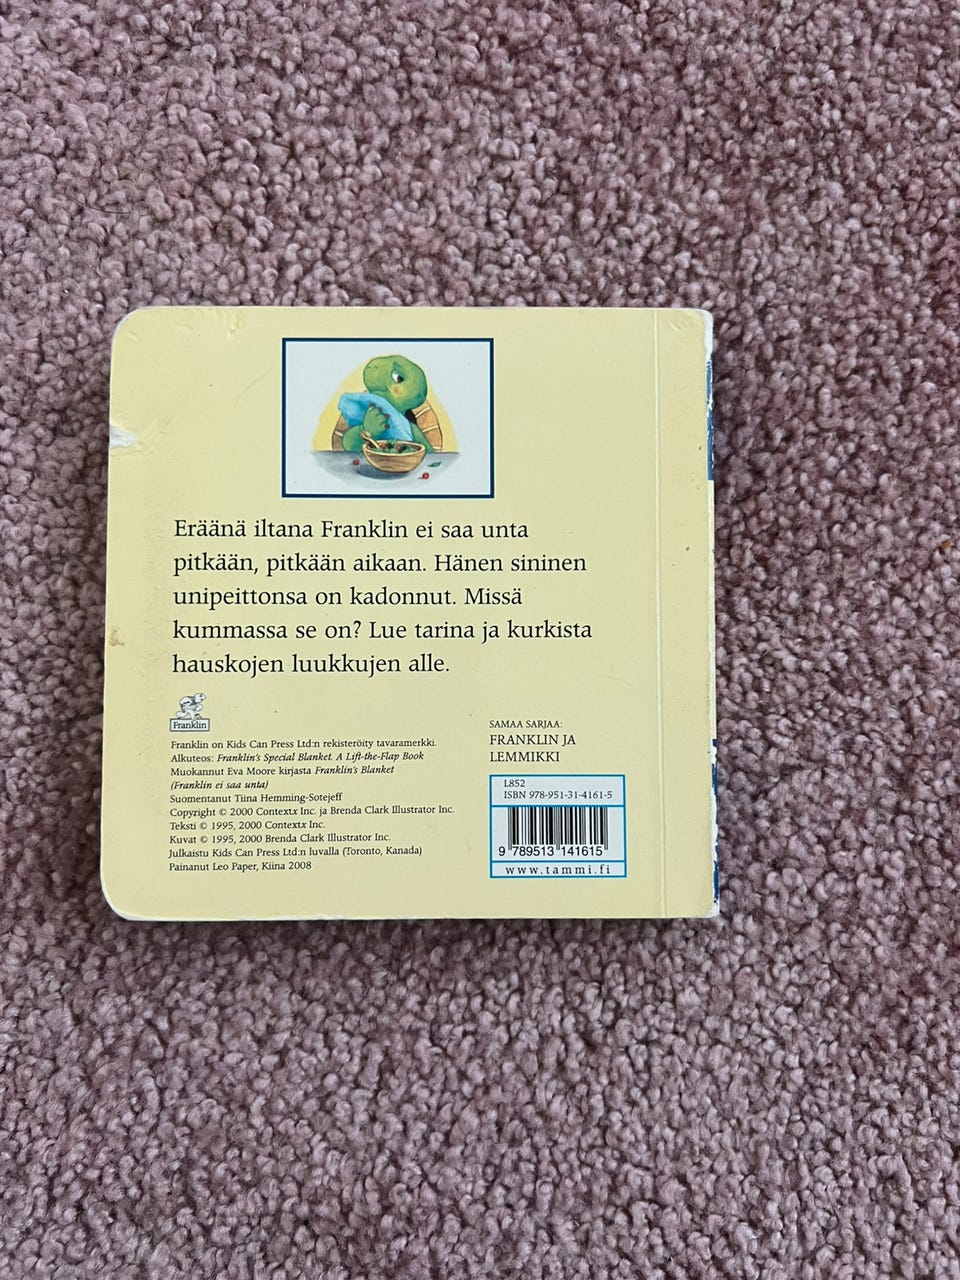 Eräänä iltana Franklin ei saa unta
pitkään, pitkään aikaan. Hänen sininen
unipeittonsa on kadonnut. Missä
kummassa se on? Lue tarina ja kurkista
hauskojen luukkujen alle.
Franklin
Franklin on Kids Can Press Ltd:n rekisteröity tavaramerkki.
Alkuteos: Franklin's Special Blanket. A Lift-the-Flap Book
Muokannut Eva Moore kirjasta Franklin's Blanket
(Franklin ei saa unta)
Suomentanut Tiina Hemming-Sotejeff
Copyright © 2000 Contextx Inc. ja Brenda Clark Illustrator Inc.
Teksti © 1995, 2000 Contextx Inc.
Kuvat © 1995, 2000 Brenda Clark Illustrator Inc.
Julkaistu Kids Can Press Ltd:n luvalla (Toronto, Kanada)
Painanut Leo Paper, Kiina 2008
SAMAA SARJAA:
FRANKLIN JA
LEMMIKKI
L852
ISBN 978-951-31-4161-5
9 789513 141615
www.tammi.fi